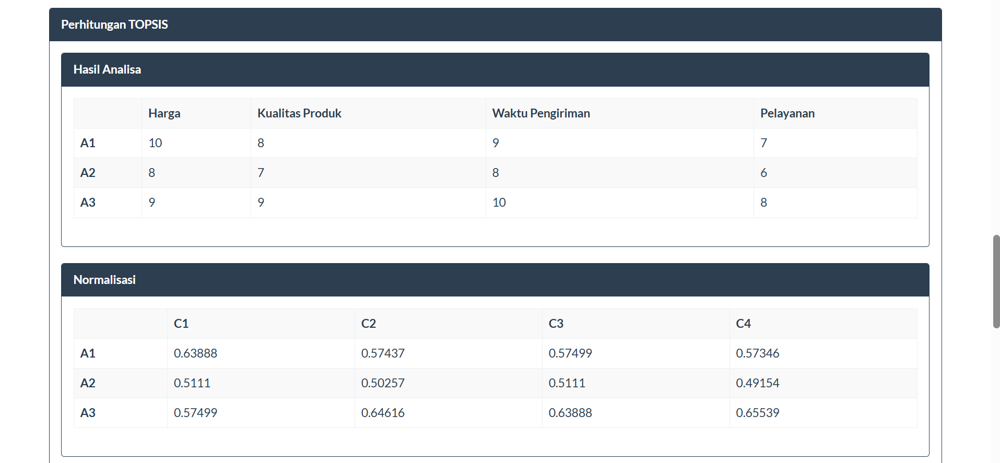 Perhitungan TOPSIS
Hasil Analisa
Harga Kualitas Produk Waktu Pengiriman Pelayanan
A1 10 8 9 7
A2 8 7 8 6
A3 9 9 10 8
Normalisasi
C1 C2 C3 C4
A1 0.63888 0.57437 0.57499 0.57346
A2 0.5111 0.50257 0.5111 0.49154
A3 0.57499 0.64616 0.63888 0.65539